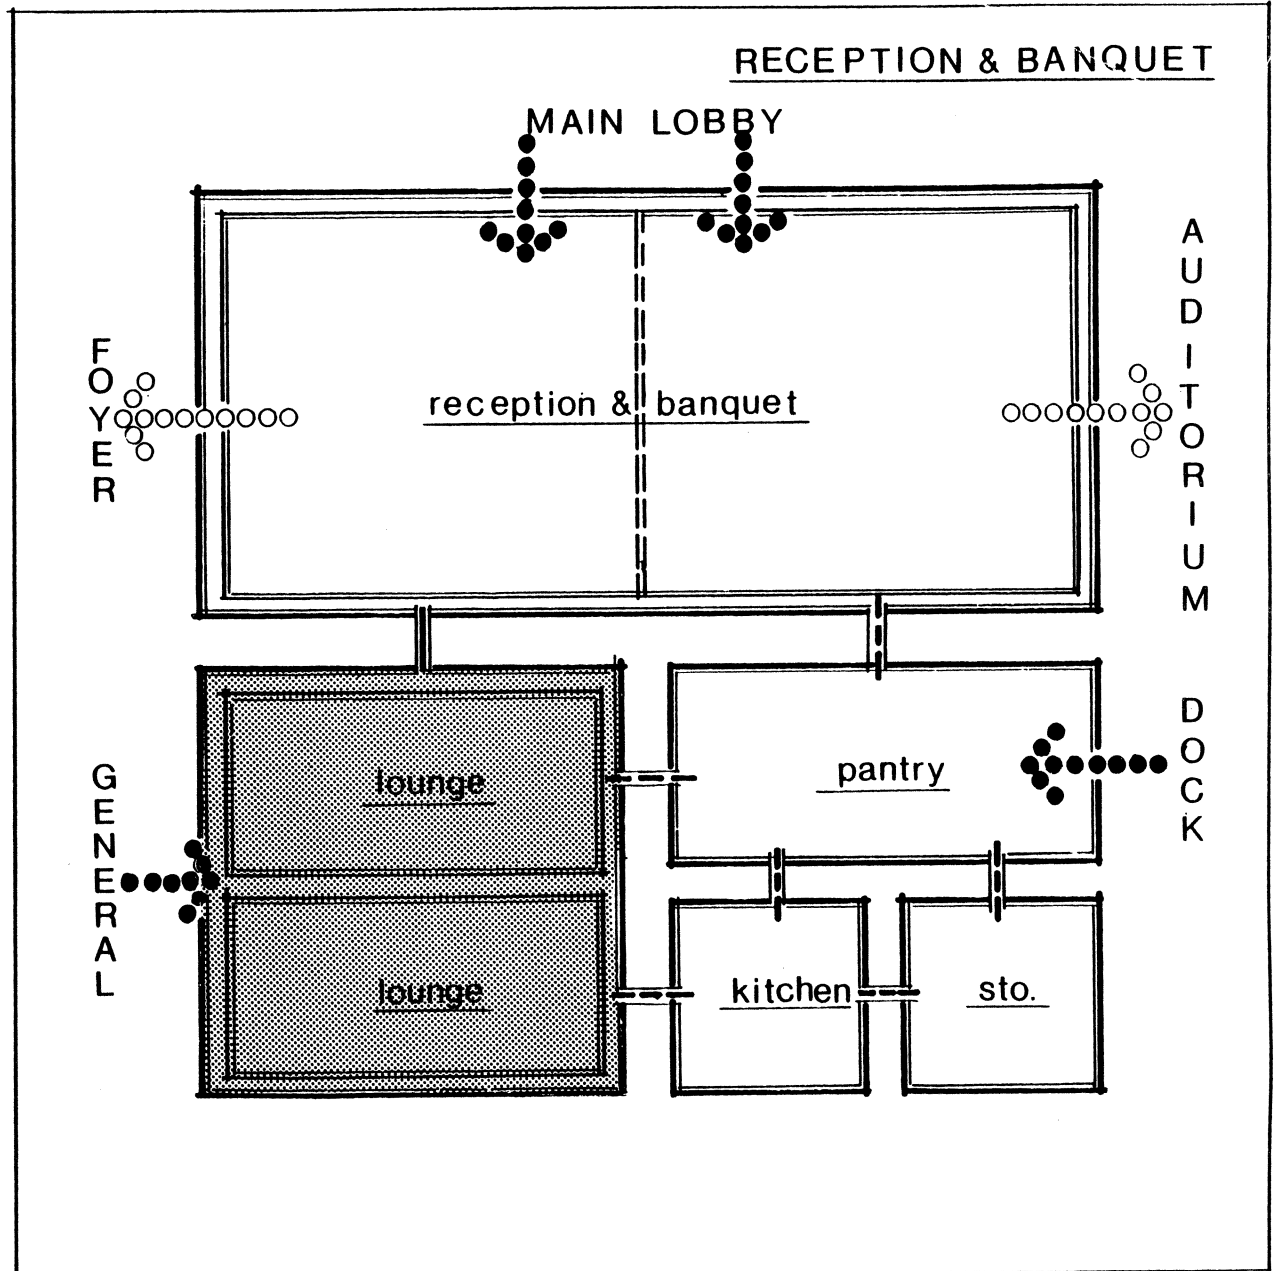 RECEPTION & BANQUET
MAIN LOBBY
AUDITORIUM
FOYER
reception & banquet
DOCK
GENERAL
lounge
pantry
lounge
kitchen
sto.